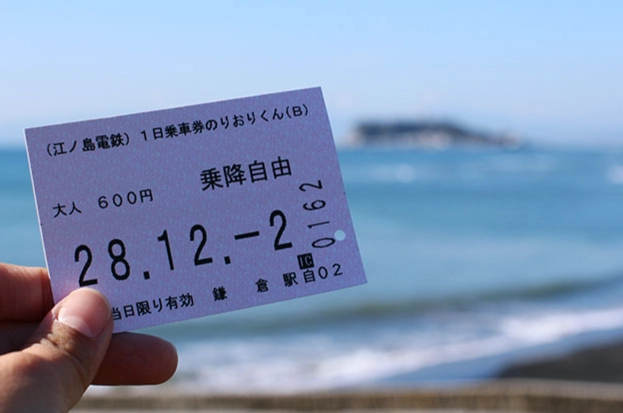 (江ノ島電鉄)1日乗車券のりおりくん(B)
大人 600円 乗降自由
28.12.-2
0162
当日限り有効 鎌倉駅 IC 自02